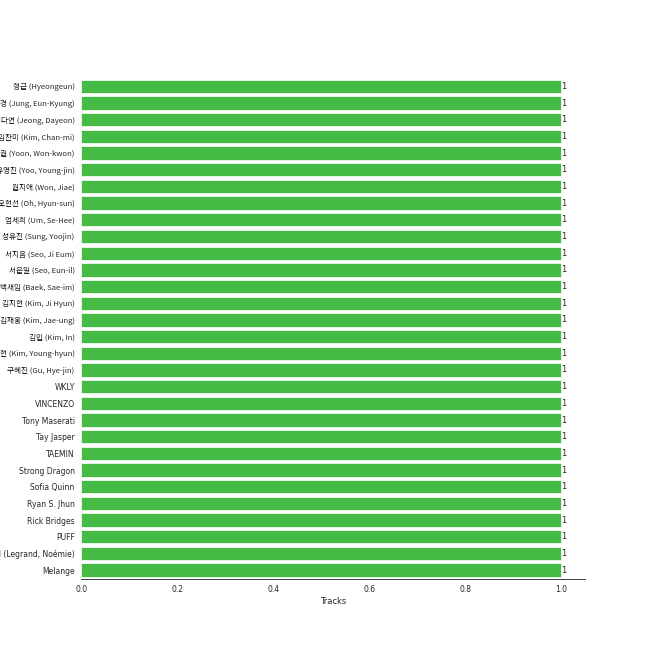 형근 (Hyeongeun) 1
경 (Jung, Eun-Kyung) 1
다연 (Jeong, Dayeon) 1
임찬미 (Kim, Chan-mi) 1
권 (Yoon, Won-kwon) 1
유영진 (Yoo, Young-jin) 1
원지애 (Won, Jiae) 1
오현선 (Oh, Hyun-sun) 1
엄세희 (Um, Se-Hee) 1
성유진 (Sung, Yoojin) 1
서지음 (Seo, Ji Eum) 1
서은일 (Seo, Eun-il) 1
백새임 (Baek, Sae-im) 1
김지현 (Kim, Ji Hyun) 1
김재웅 (Kim, Jae-ung) 1
김인 (Kim, In) 1
현 (Kim, Young-hyun) 1
구혜진 (Gu, Hye-jin) 1
WKLY 1
VINCENZO 1
Tony Maserati 1
Tay Jasper 1
TAEMIN 1
Strong Dragon 1
Sofia Quinn 1
Ryan S. Jhun 1
Rick Bridges 1
PUFF 1
(Legrand, Noémie) 1
Melange 1
0.0 0.2 0.4 0.6 0.8 1.0
Tracks